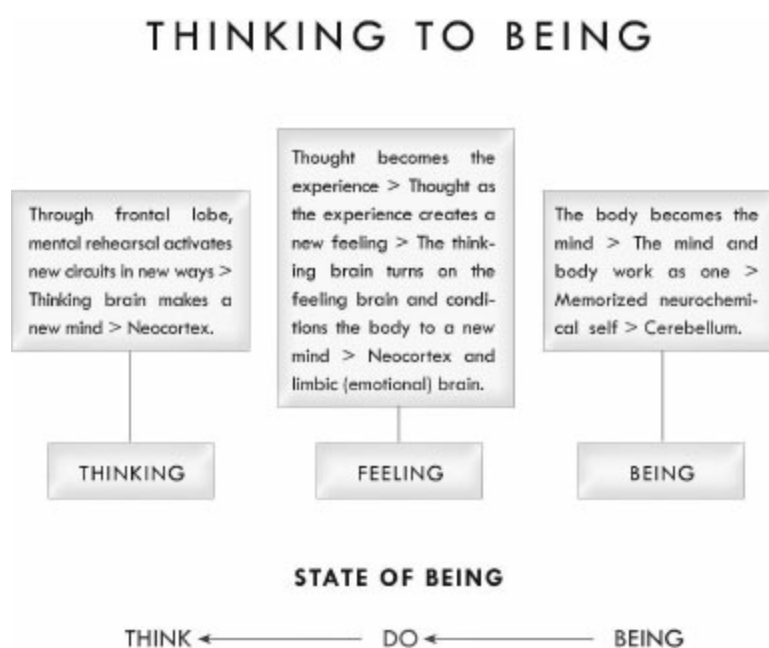 THINKING TO BEING
Through frontal lobe,
mental rehearsal activates
new circuits in new ways >
Thinking brain makes a
new mind > Neocortex.
Thought becomes the
experience > Thought as
the experience creates a
new feeling > The think-
ing brain turns on the
feeling brain and condi-
tions the body to a new
mind > Neocortex and
limbic (emotional) brain.
The body becomes the
mind > The mind and
body work as one >
Memorized neurochemi-
cal self > Cerebellum.
THINKING
FEELING
BEING
STATE OF BEING
THINK DO BEING